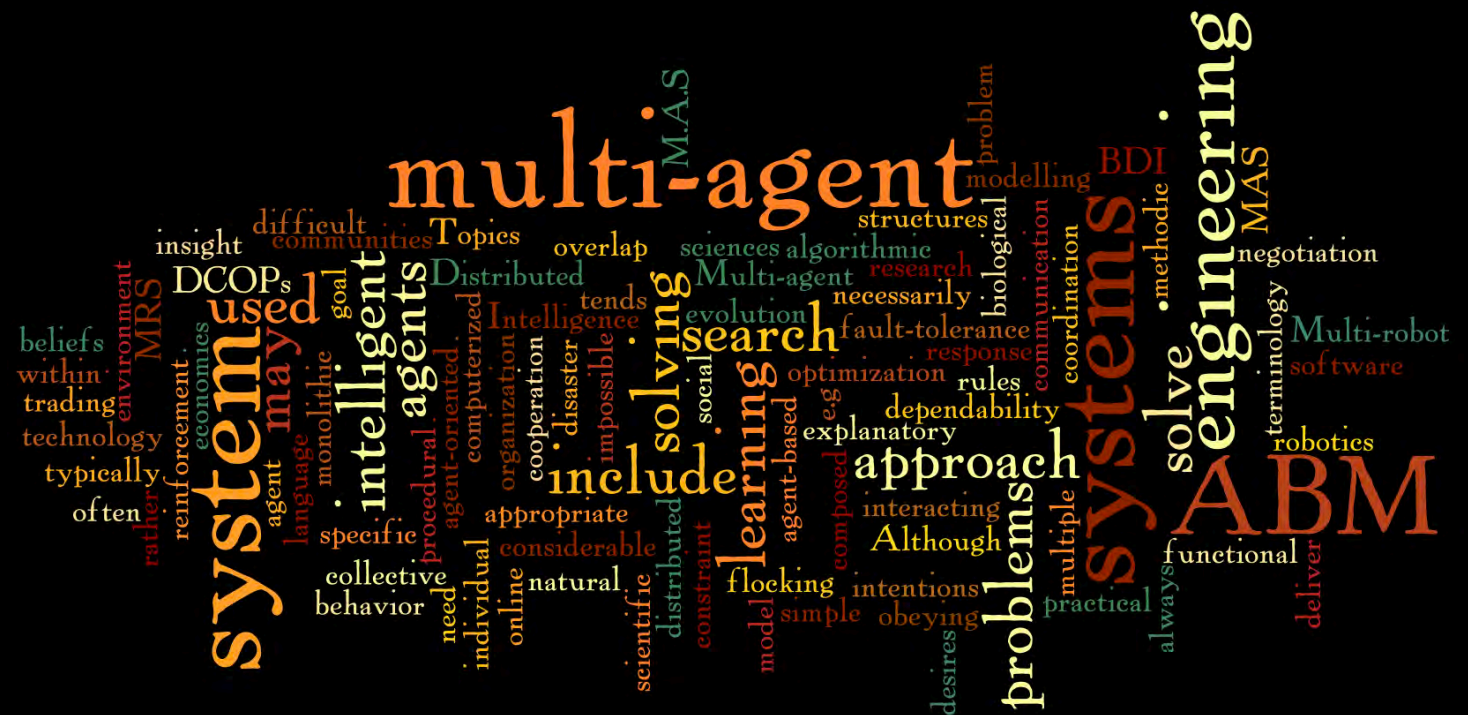 multi-agent
M.A.S
problem
modelling
BDI
engineering
MAS
methodic
systems
negotiation
structures
biological
communication
coordination
terminology
Multi-robot
software
robotics
solve
ABM
functional
deliver
always
practical
multiple
problems
desires
difficult
insight
communities
Topics
overlap
sciences
algorithmic
DCOPs
Distributed
Multi-agent
research
used
goal
intelligent
agents
tends
solving
necessarily
environment
MRS
Intelligence
evolution
search
fault-tolerance
beliefs
economics
system
may
monolithic
computerized
organization
cooperation
disaster
impossible
social
response
within
trading
reinforcement
agent-oriented
learning
optimization
e.g
rules
technology
language
procedural
agent-based
dependability
explanatory
typically
agent
include
composed
approach
often
rather
specific
appropriate
distributed
interacting
considerable
constraint
Although
collective
behavior
need
individual
online
natural
scientific
flocking
model
simple
intentions
obeying